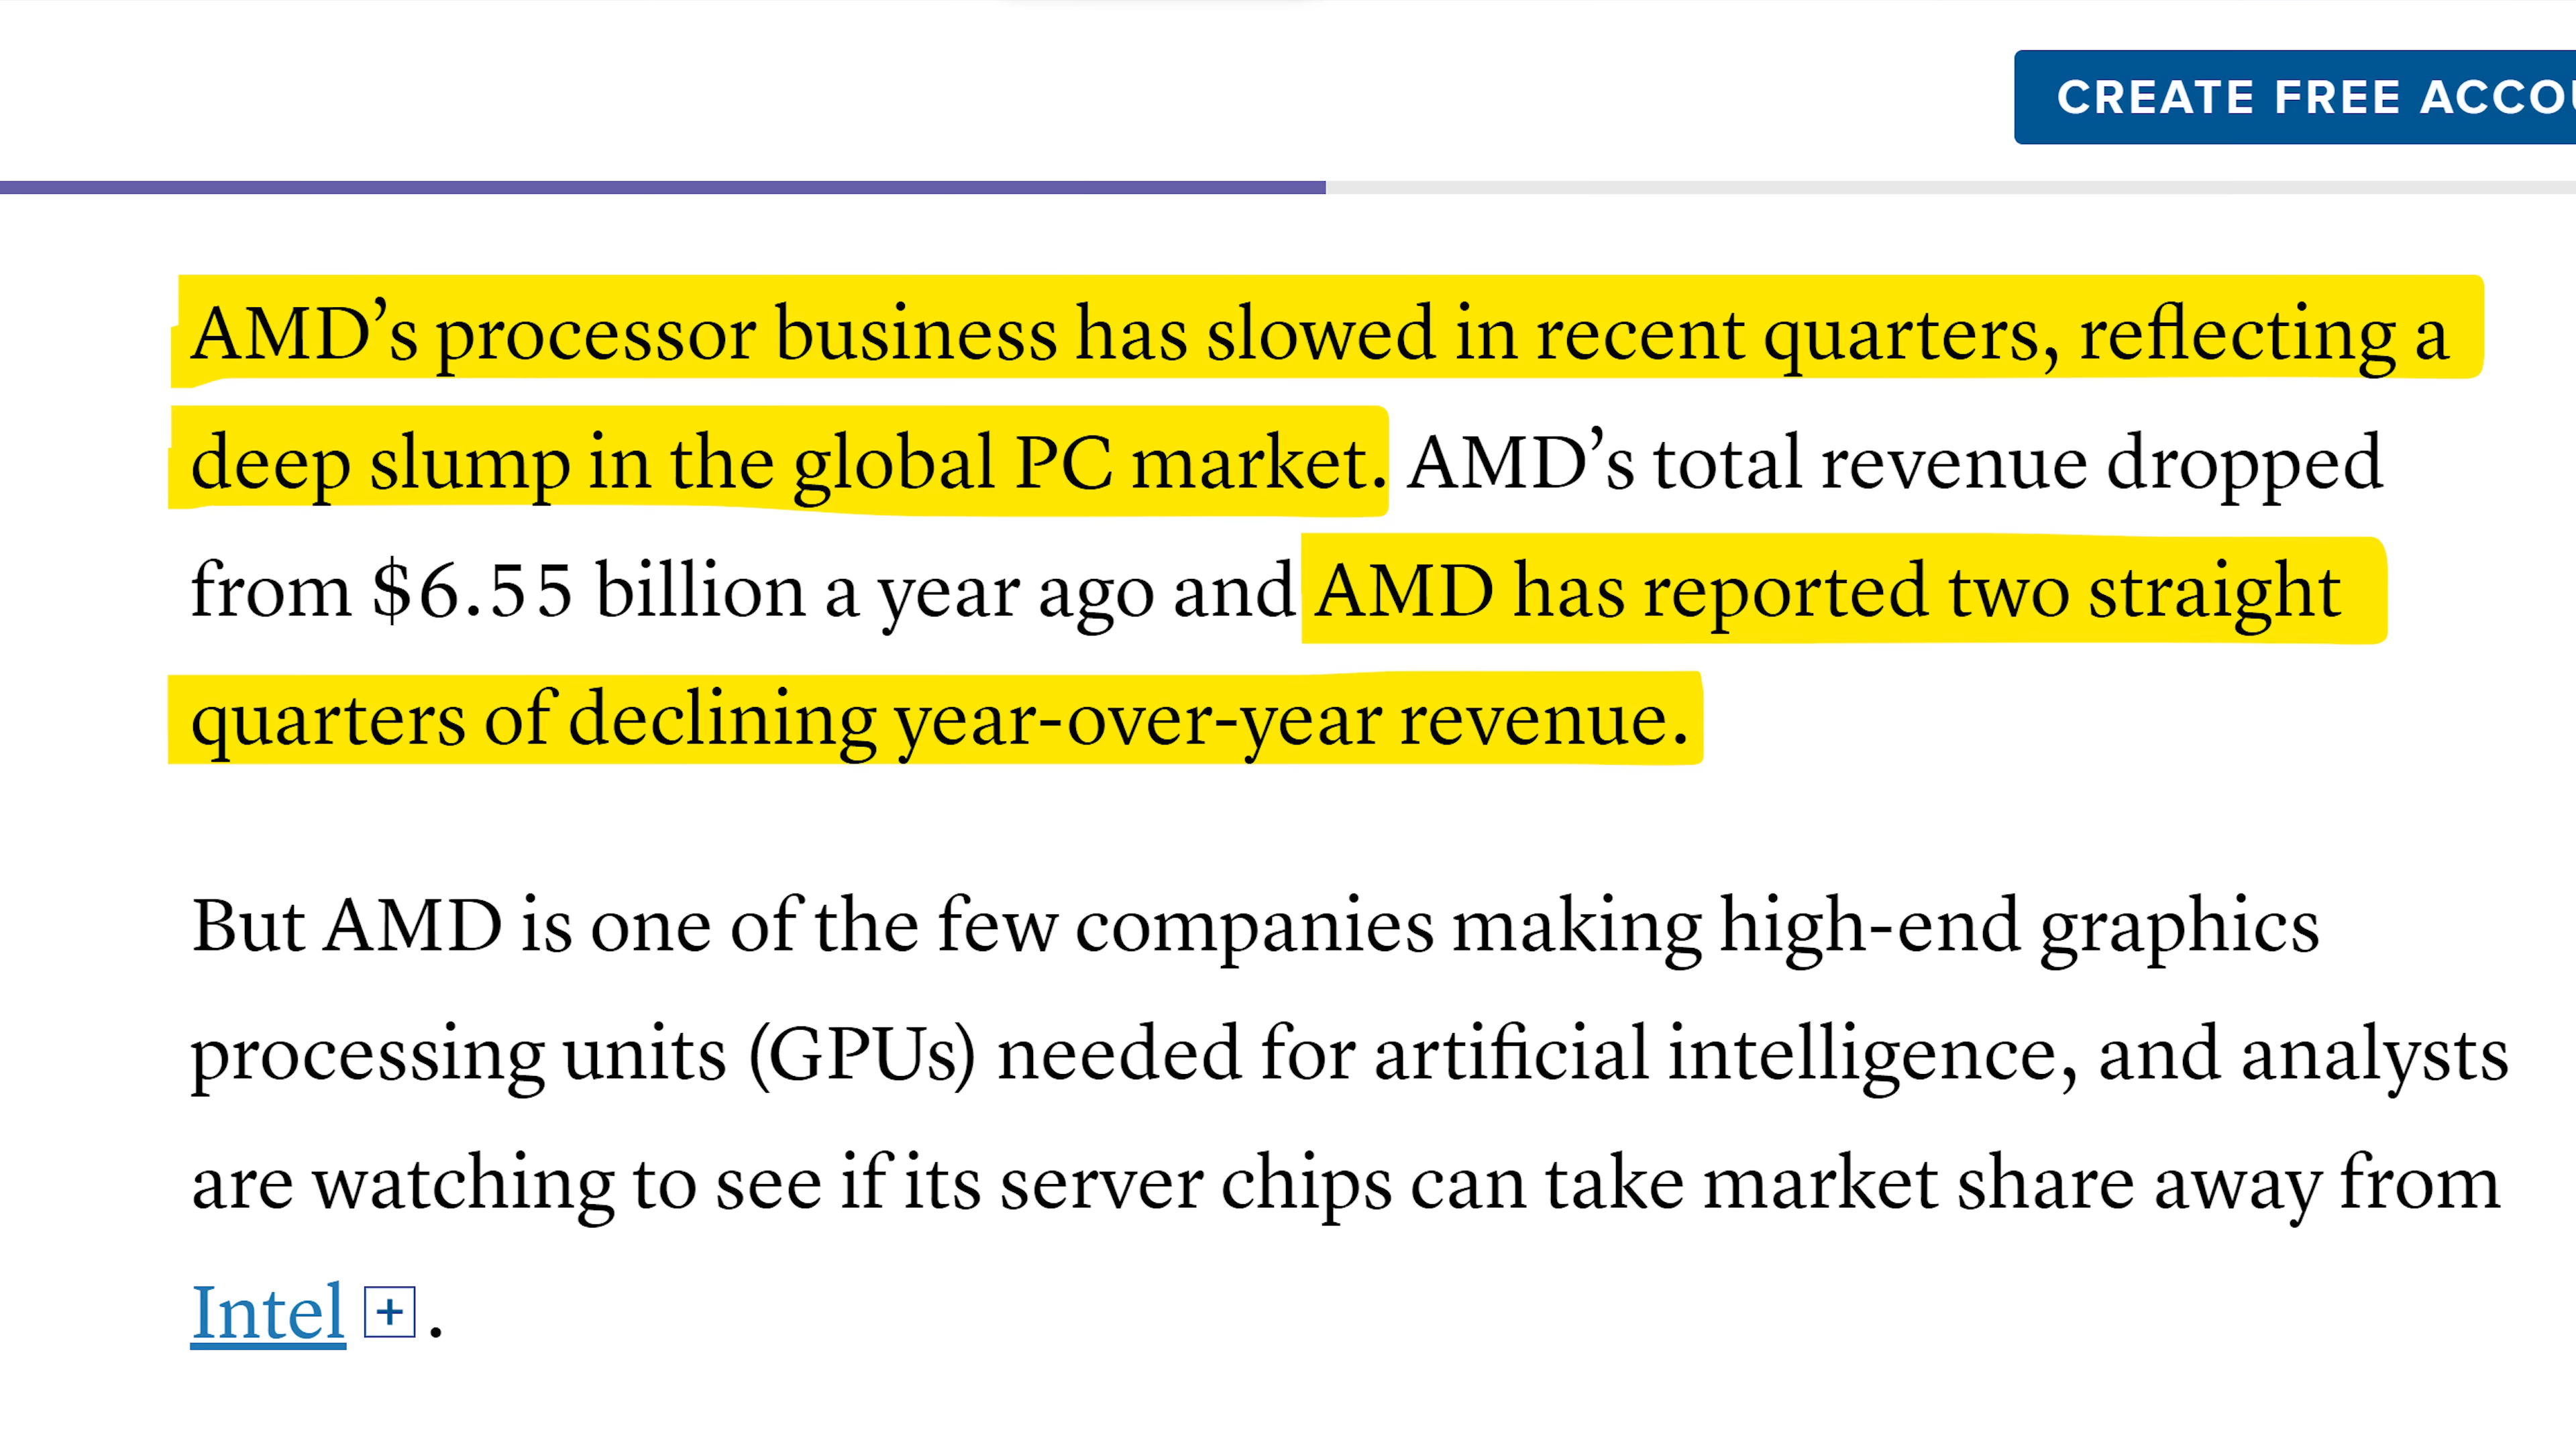 CREATE FREE ACCOU
AMD’s processor business has slowed in recent quarters, reflecting a
deep slump in the global PC market. AMD’s total revenue dropped
from $6.55 billion a year ago and AMD has reported two straight
quarters of declining year-over-year revenue.
But AMD is one of the few companies making high-end graphics
processing units (GPUs) needed for artificial intelligence, and analysts
are watching to see if its server chips can take market share away from
Intel + .